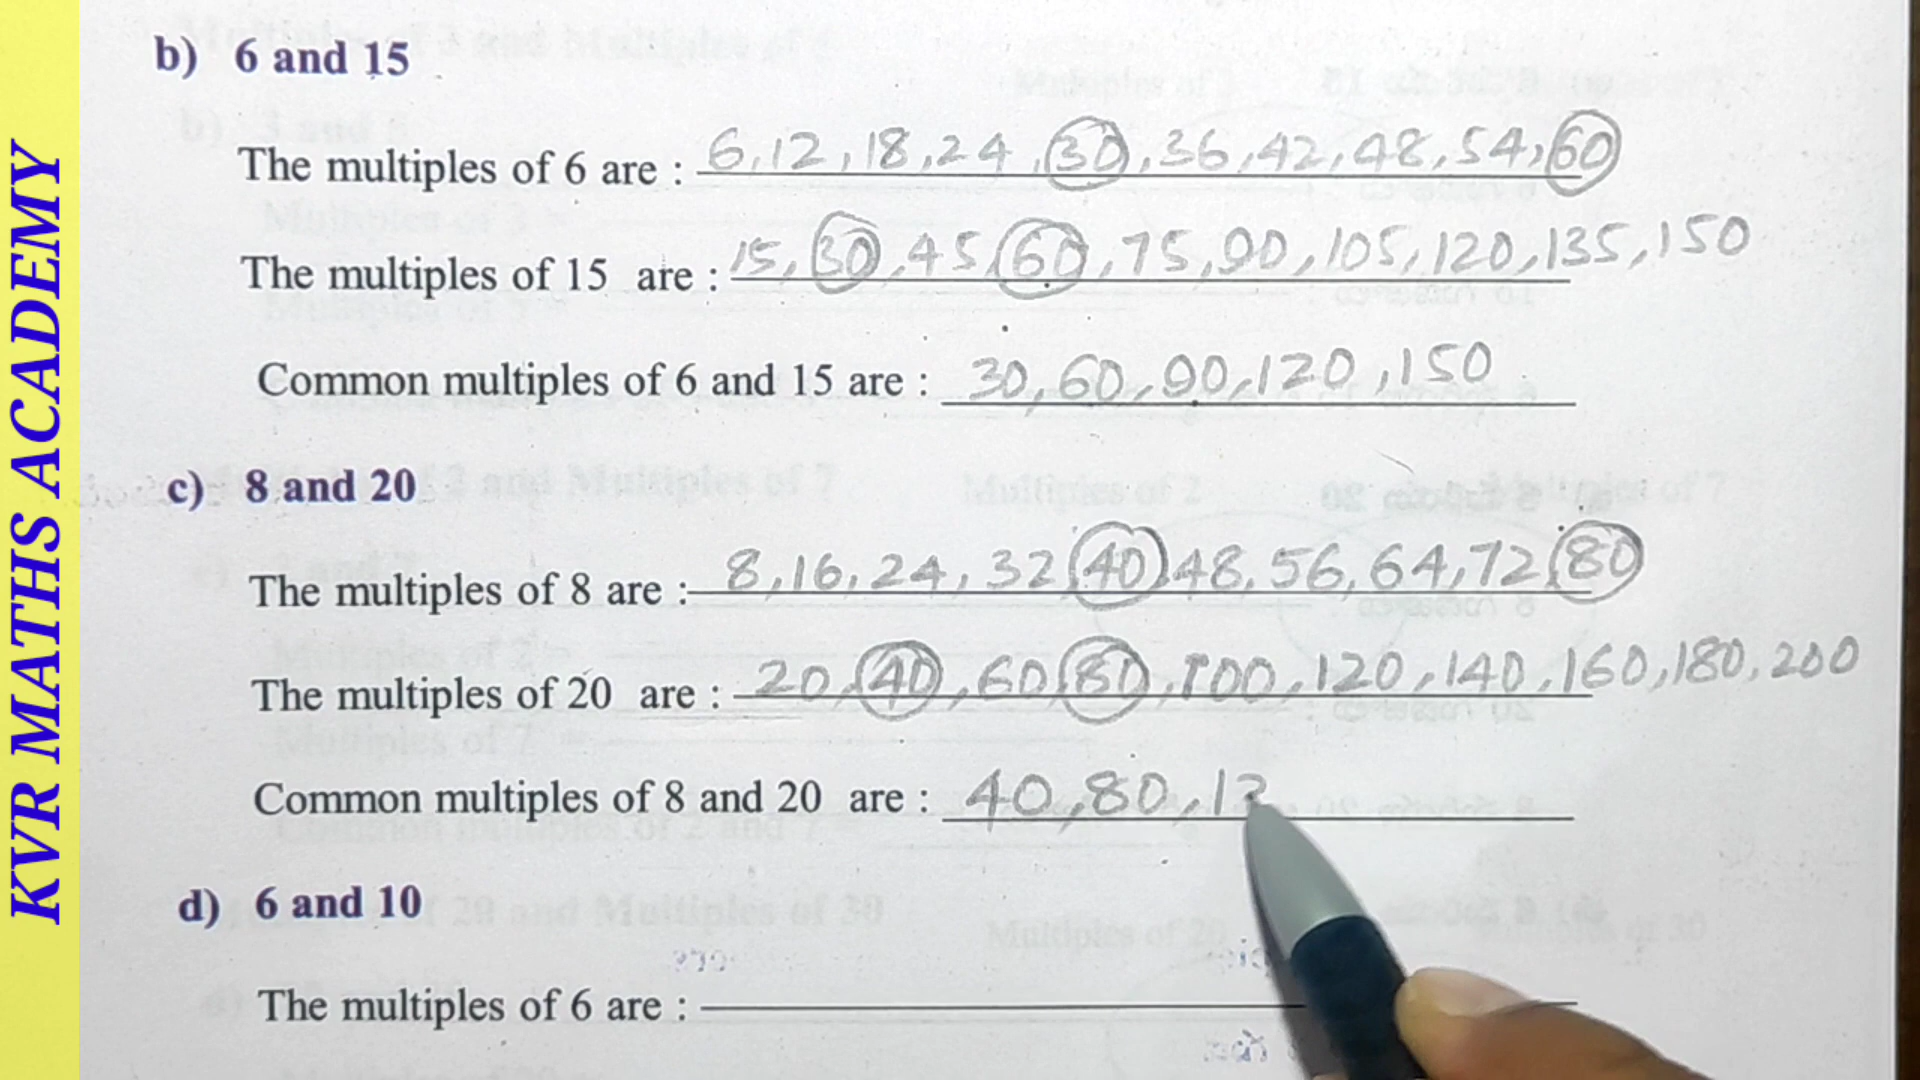 KVR MATHS ACADEMY
b) 6 and 15
The multiples of 6 are : 6,12,18,24,30,36,42,48,54,60
The multiples of 15 are : 15,30,45,60,75,90,105,120,135,150
Common multiples of 6 and 15 are : 30,60,90,120,150
c) 8 and 20
The multiples of 8 are : 8,16,24,32,40,48,56,64,72,80
The multiples of 20 are : 20,40,60,80,100,120,140,160,180,200
Common multiples of 8 and 20 are : 40,80,12
d) 6 and 10
The multiples of 6 are :